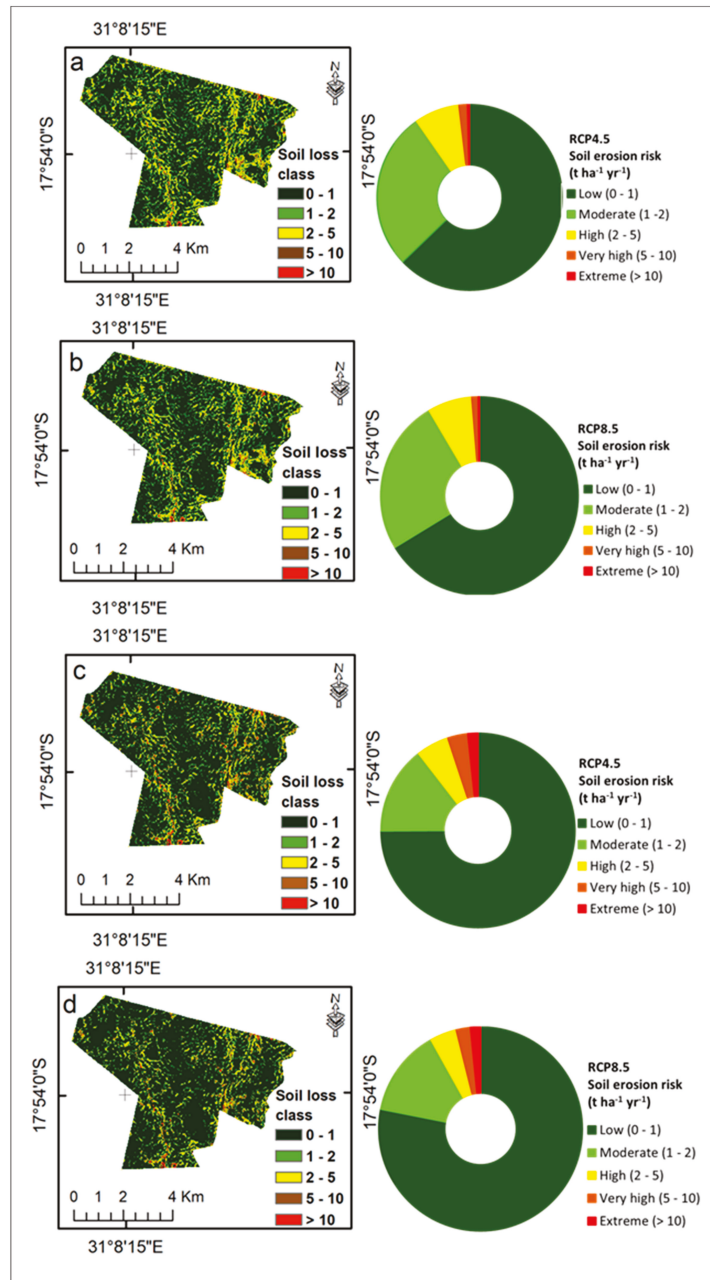 31°8'15"E
a
N
17°54'0"S
Soil loss
class
0 - 1
1 - 2
2 - 5
5 - 10
> 10
0 2 4 Km
31°8'15"E
17°54'0"S
RCP4.5
Soil erosion risk
(t ha⁻¹ yr⁻¹)
Low (0 - 1)
Moderate (1 -2)
High (2 - 5)
Very high (5 - 10)
Extreme (> 10)
31°8'15"E
b
N
17°54'0"S
Soil loss
class
0 - 1
1 - 2
2 - 5
5 - 10
> 10
0 2 4 Km
31°8'15"E
17°54'0"S
RCP8.5
Soil erosion risk
(t ha⁻¹ yr⁻¹)
Low (0 - 1)
Moderate (1 - 2)
High (2 - 5)
Very high (5 - 10)
Extreme (> 10)
31°8'15"E
c
N
17°54'0"S
Soil loss
class
0 - 1
1 - 2
2 - 5
5 - 10
> 10
0 2 4 Km
31°8'15"E
17°54'0"S
RCP4.5
Soil erosion risk
(t ha⁻¹ yr⁻¹)
Low (0 - 1)
Moderate (1 - 2)
High (2 - 5)
Very high (5 - 10)
Extreme (> 10)
31°8'15"E
d
N
17°54'0"S
Soil loss
class
0 - 1
1 - 2
2 - 5
5 - 10
> 10
0 2 4 Km
31°8'15"E
17°54'0"S
RCP8.5
Soil erosion risk
(t ha⁻¹ yr⁻¹)
Low (0 - 1)
Moderate (1 - 2)
High (2 - 5)
Very high (5 - 10)
Extreme (> 10)